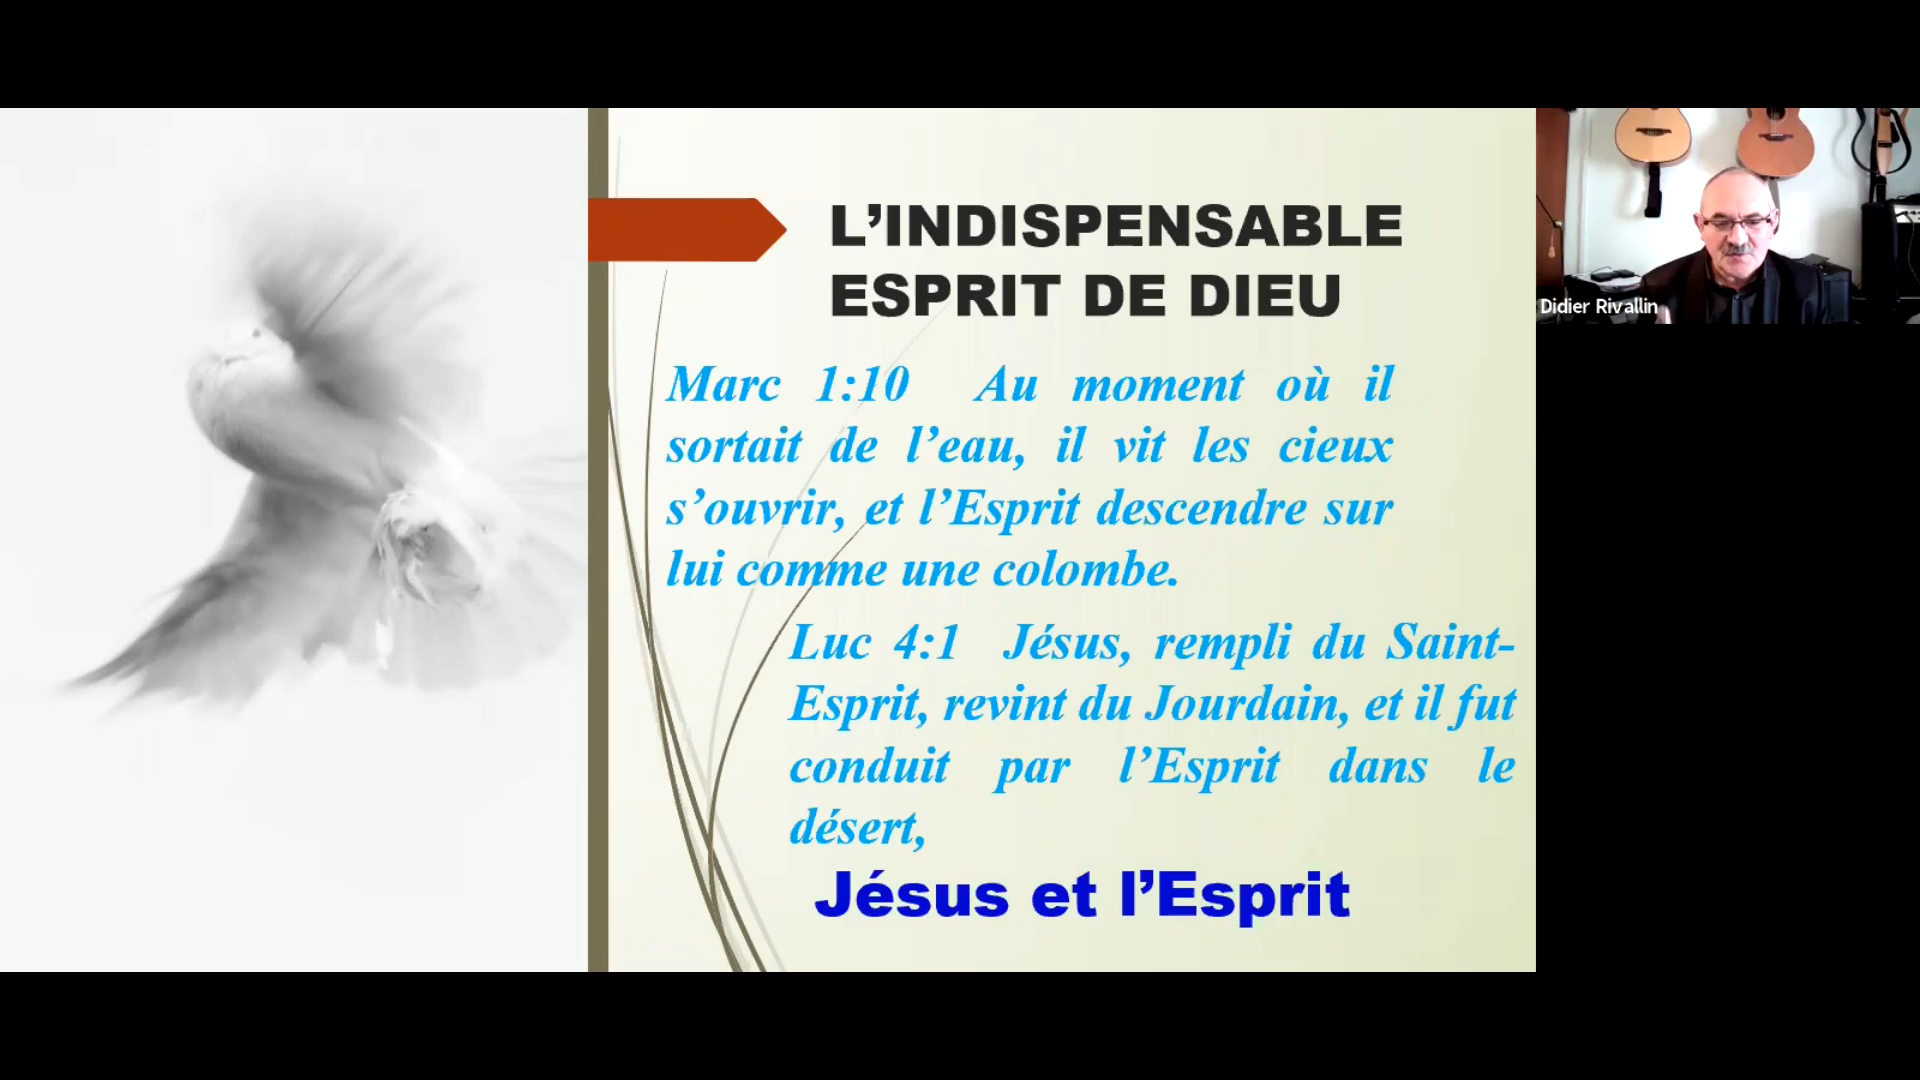 L’INDISPENSABLE
ESPRIT DE DIEU
Marc 1:10 Au moment où il
sortait de l’eau, il vit les cieux
s’ouvrir, et l’Esprit descendre sur
lui comme une colombe.
Luc 4:1 Jésus, rempli du Saint-
Esprit, revint du Jourdain, et il fut
conduit par l’Esprit dans le
désert,
Jésus et l’Esprit
Didier Rivallin